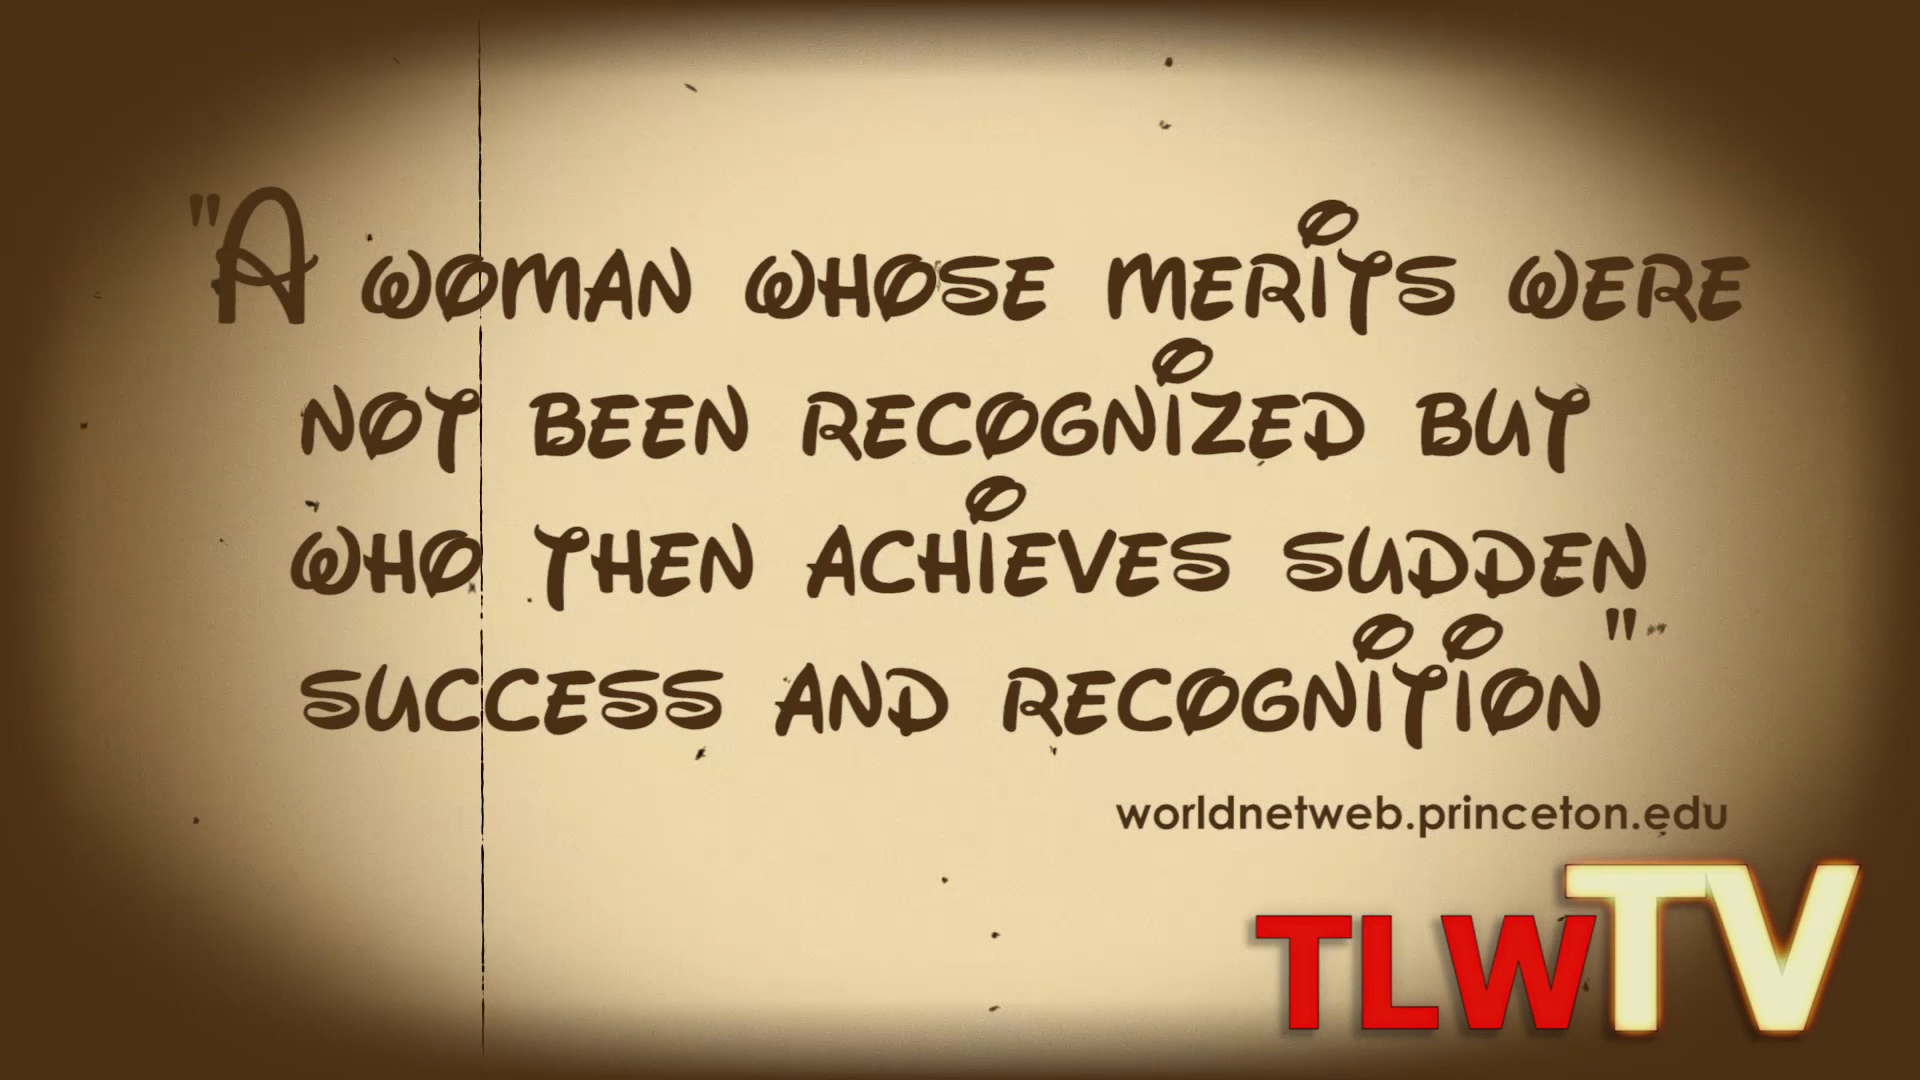 "A woman whose merits were
not been recognized but
who then achieves sudden
success and recognition"
worldnetweb.princeton.edu
TLWTV